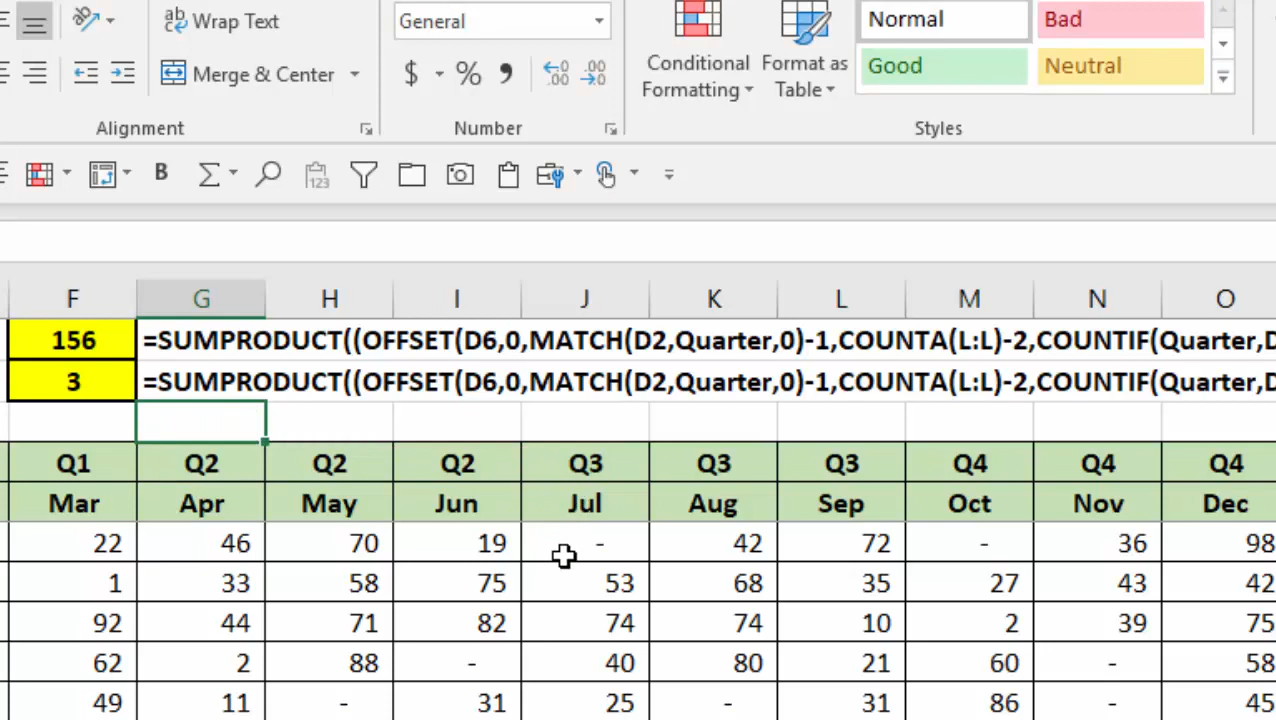 Wrap Text
General
Normal
Bad
Merge & Center
$ % ,
Conditional Formatting
Format as Table
Good
Neutral
Alignment
Number
Styles
B
F G H I J K L M N O
156 =SUMPRODUCT((OFFSET(D6,0,MATCH(D2,Quarter,0)-1,COUNTA(L:L)-2,COUNTIF(Quarter,D
3 =SUMPRODUCT((OFFSET(D6,0,MATCH(D2,Quarter,0)-1,COUNTA(L:L)-2,COUNTIF(Quarter,D
Q1 Q2 Q2 Q2 Q3 Q3 Q3 Q4 Q4 Q4
Mar Apr May Jun Jul Aug Sep Oct Nov Dec
22 46 70 19 - 42 72 - 36 98
1 33 58 75 53 68 35 27 43 42
92 44 71 82 74 74 10 2 39 75
62 2 88 - 40 80 21 60 - 58
49 11 - 31 25 - 31 86 - 45